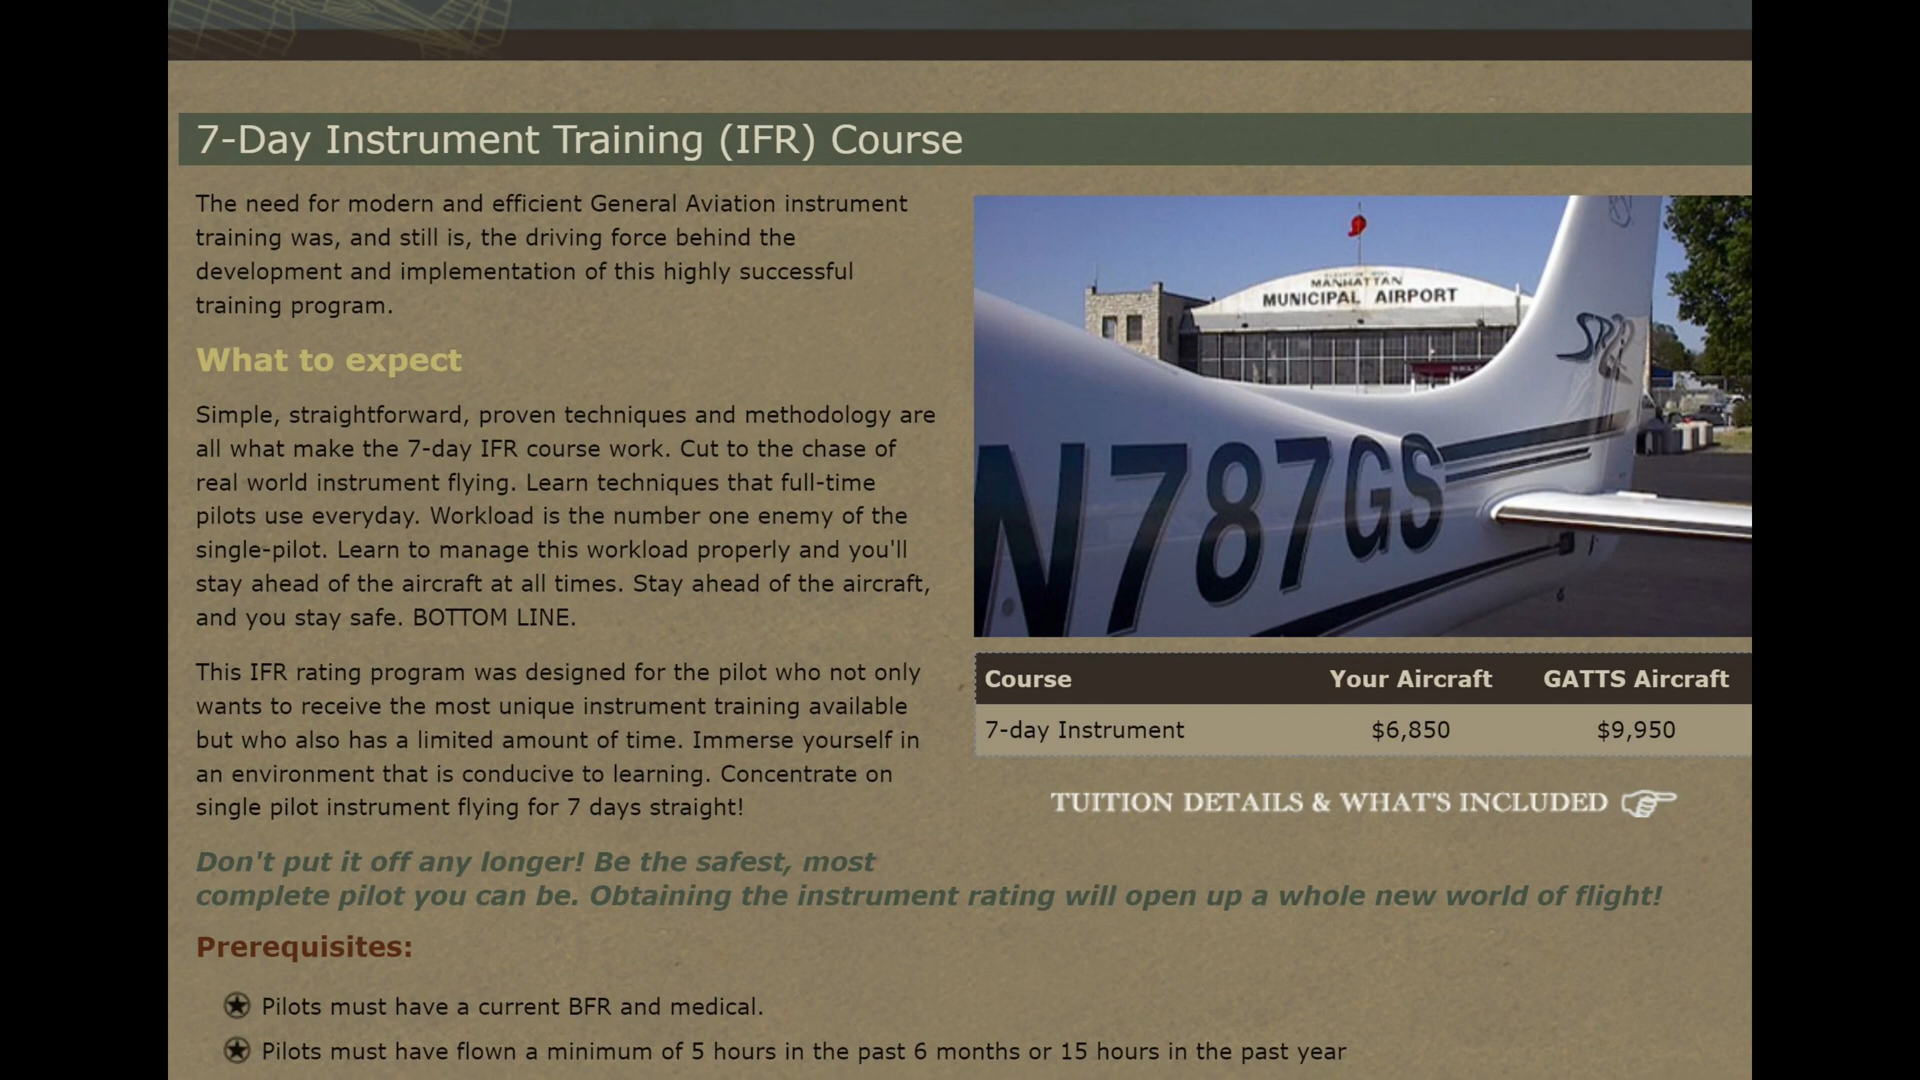 7-Day Instrument Training (IFR) Course
The need for modern and efficient General Aviation instrument
training was, and still is, the driving force behind the
development and implementation of this highly successful
training program.
What to expect
Simple, straightforward, proven techniques and methodology are
all what make the 7-day IFR course work. Cut to the chase of
real world instrument flying. Learn techniques that full-time
pilots use everyday. Workload is the number one enemy of the
single-pilot. Learn to manage this workload properly and you'll
stay ahead of the aircraft at all times. Stay ahead of the aircraft,
and you stay safe. BOTTOM LINE.
This IFR rating program was designed for the pilot who not only
wants to receive the most unique instrument training available
but who also has a limited amount of time. Immerse yourself in
an environment that is conducive to learning. Concentrate on
single pilot instrument flying for 7 days straight!
MANHATTAN
MUNICIPAL AIRPORT
N787GS
Course Your Aircraft GATTS Aircraft
7-day Instrument $6,850 $9,950
TUITION DETAILS & WHAT'S INCLUDED
Don't put it off any longer! Be the safest, most
complete pilot you can be. Obtaining the instrument rating will open up a whole new world of flight!
Prerequisites:
Pilots must have a current BFR and medical.
Pilots must have flown a minimum of 5 hours in the past 6 months or 15 hours in the past year